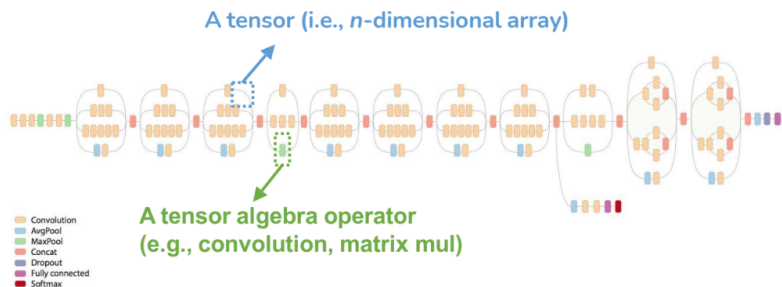 A tensor (i.e., n-dimensional array)
A tensor algebra operator
(e.g., convolution, matrix mul)
Convolution
AvgPool
MaxPool
Concat
Dropout
Fully connected
Softmax